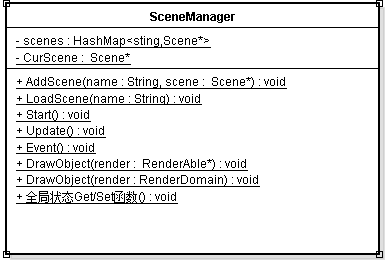 SceneManager
- scenes : HashMap<sting,Scene*>
- CurScene : Scene*
+ AddScene(name : String, scene : Scene*) : void
+ LoadScene(name : String) : void
+ Start() : void
+ Update() : void
+ Event() : void
+ DrawObject(render : RenderAble*) : void
+ DrawObject(render : RenderDomain) : void
+ 全局状态Get/Set函数() : void